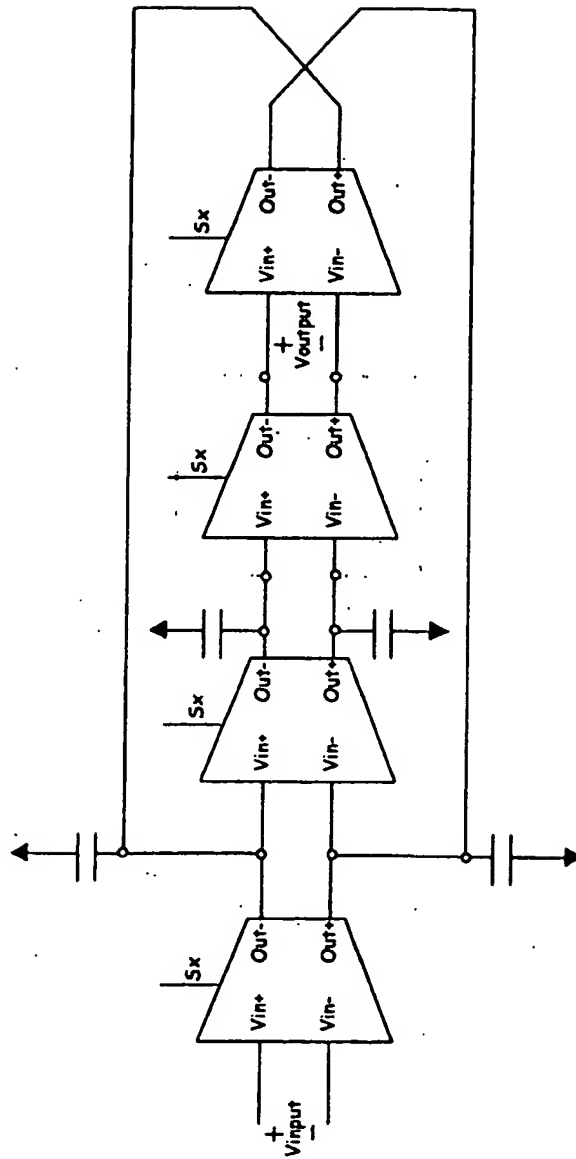 +
Vinput
−
Sx
Vin+ Out-
Vin- Out+
Sx
Vin+ Out-
Vin- Out+
Sx
Vin+ Out-
Vin- Out+
+
Voutput
−
Sx
Vin+ Out-
Vin- Out+